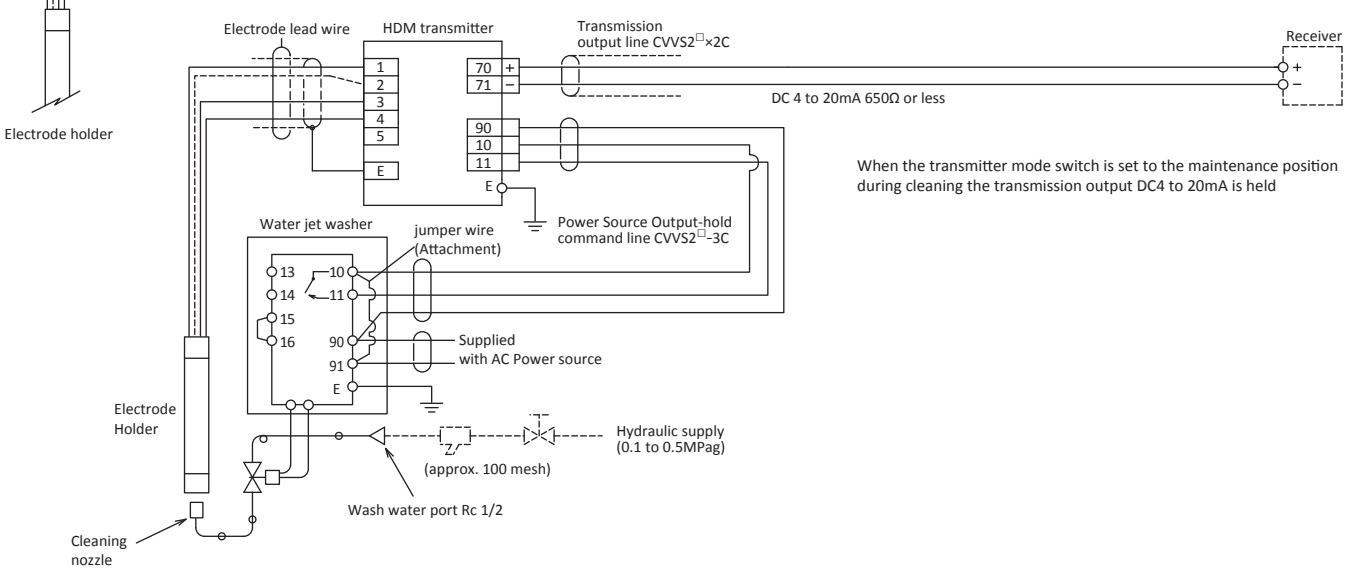 Electrode holder
Electrode lead wire
HDM transmitter
1
2
3
4
5
E
70 +
71 −
90
10
11
E
Transmission
output line CVVS2□×2C
DC 4 to 20mA 650Ω or less
Receiver
+
−
When the transmitter mode switch is set to the maintenance position
during cleaning the transmission output DC4 to 20mA is held
Power Source Output-hold
command line CVVS2□-3C
Water jet washer
jumper wire
(Attachment)
13
14
15
16
10
11
90
91
E
Supplied
with AC Power source
Electrode
Holder
Hydraulic supply
(0.1 to 0.5MPag)
(approx. 100 mesh)
Wash water port Rc 1/2
Cleaning
nozzle